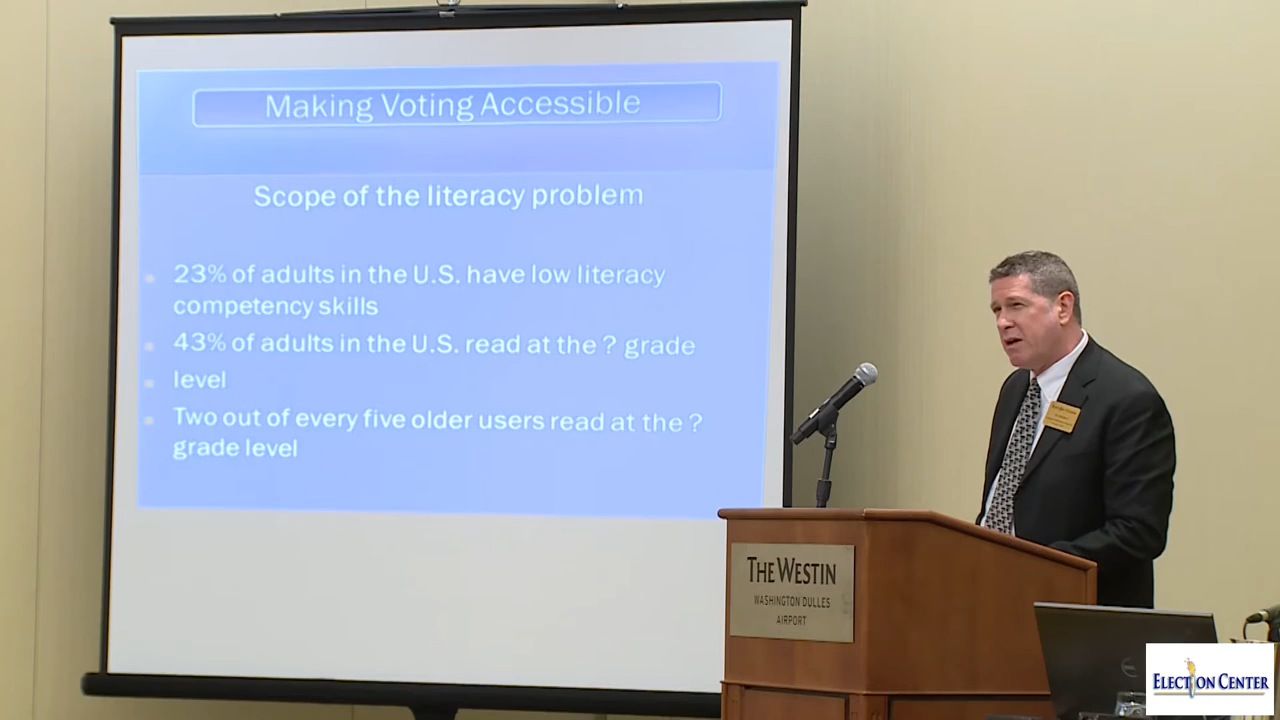 Making Voting Accessible
Scope of the literacy problem
23% of adults in the U.S. have low literacy
competency skills
43% of adults in the U.S. read at the ? grade
level
Two out of every five older users read at the ?
grade level
THE WESTIN
WASHINGTON DULLES
AIRPORT
ELECTION CENTER